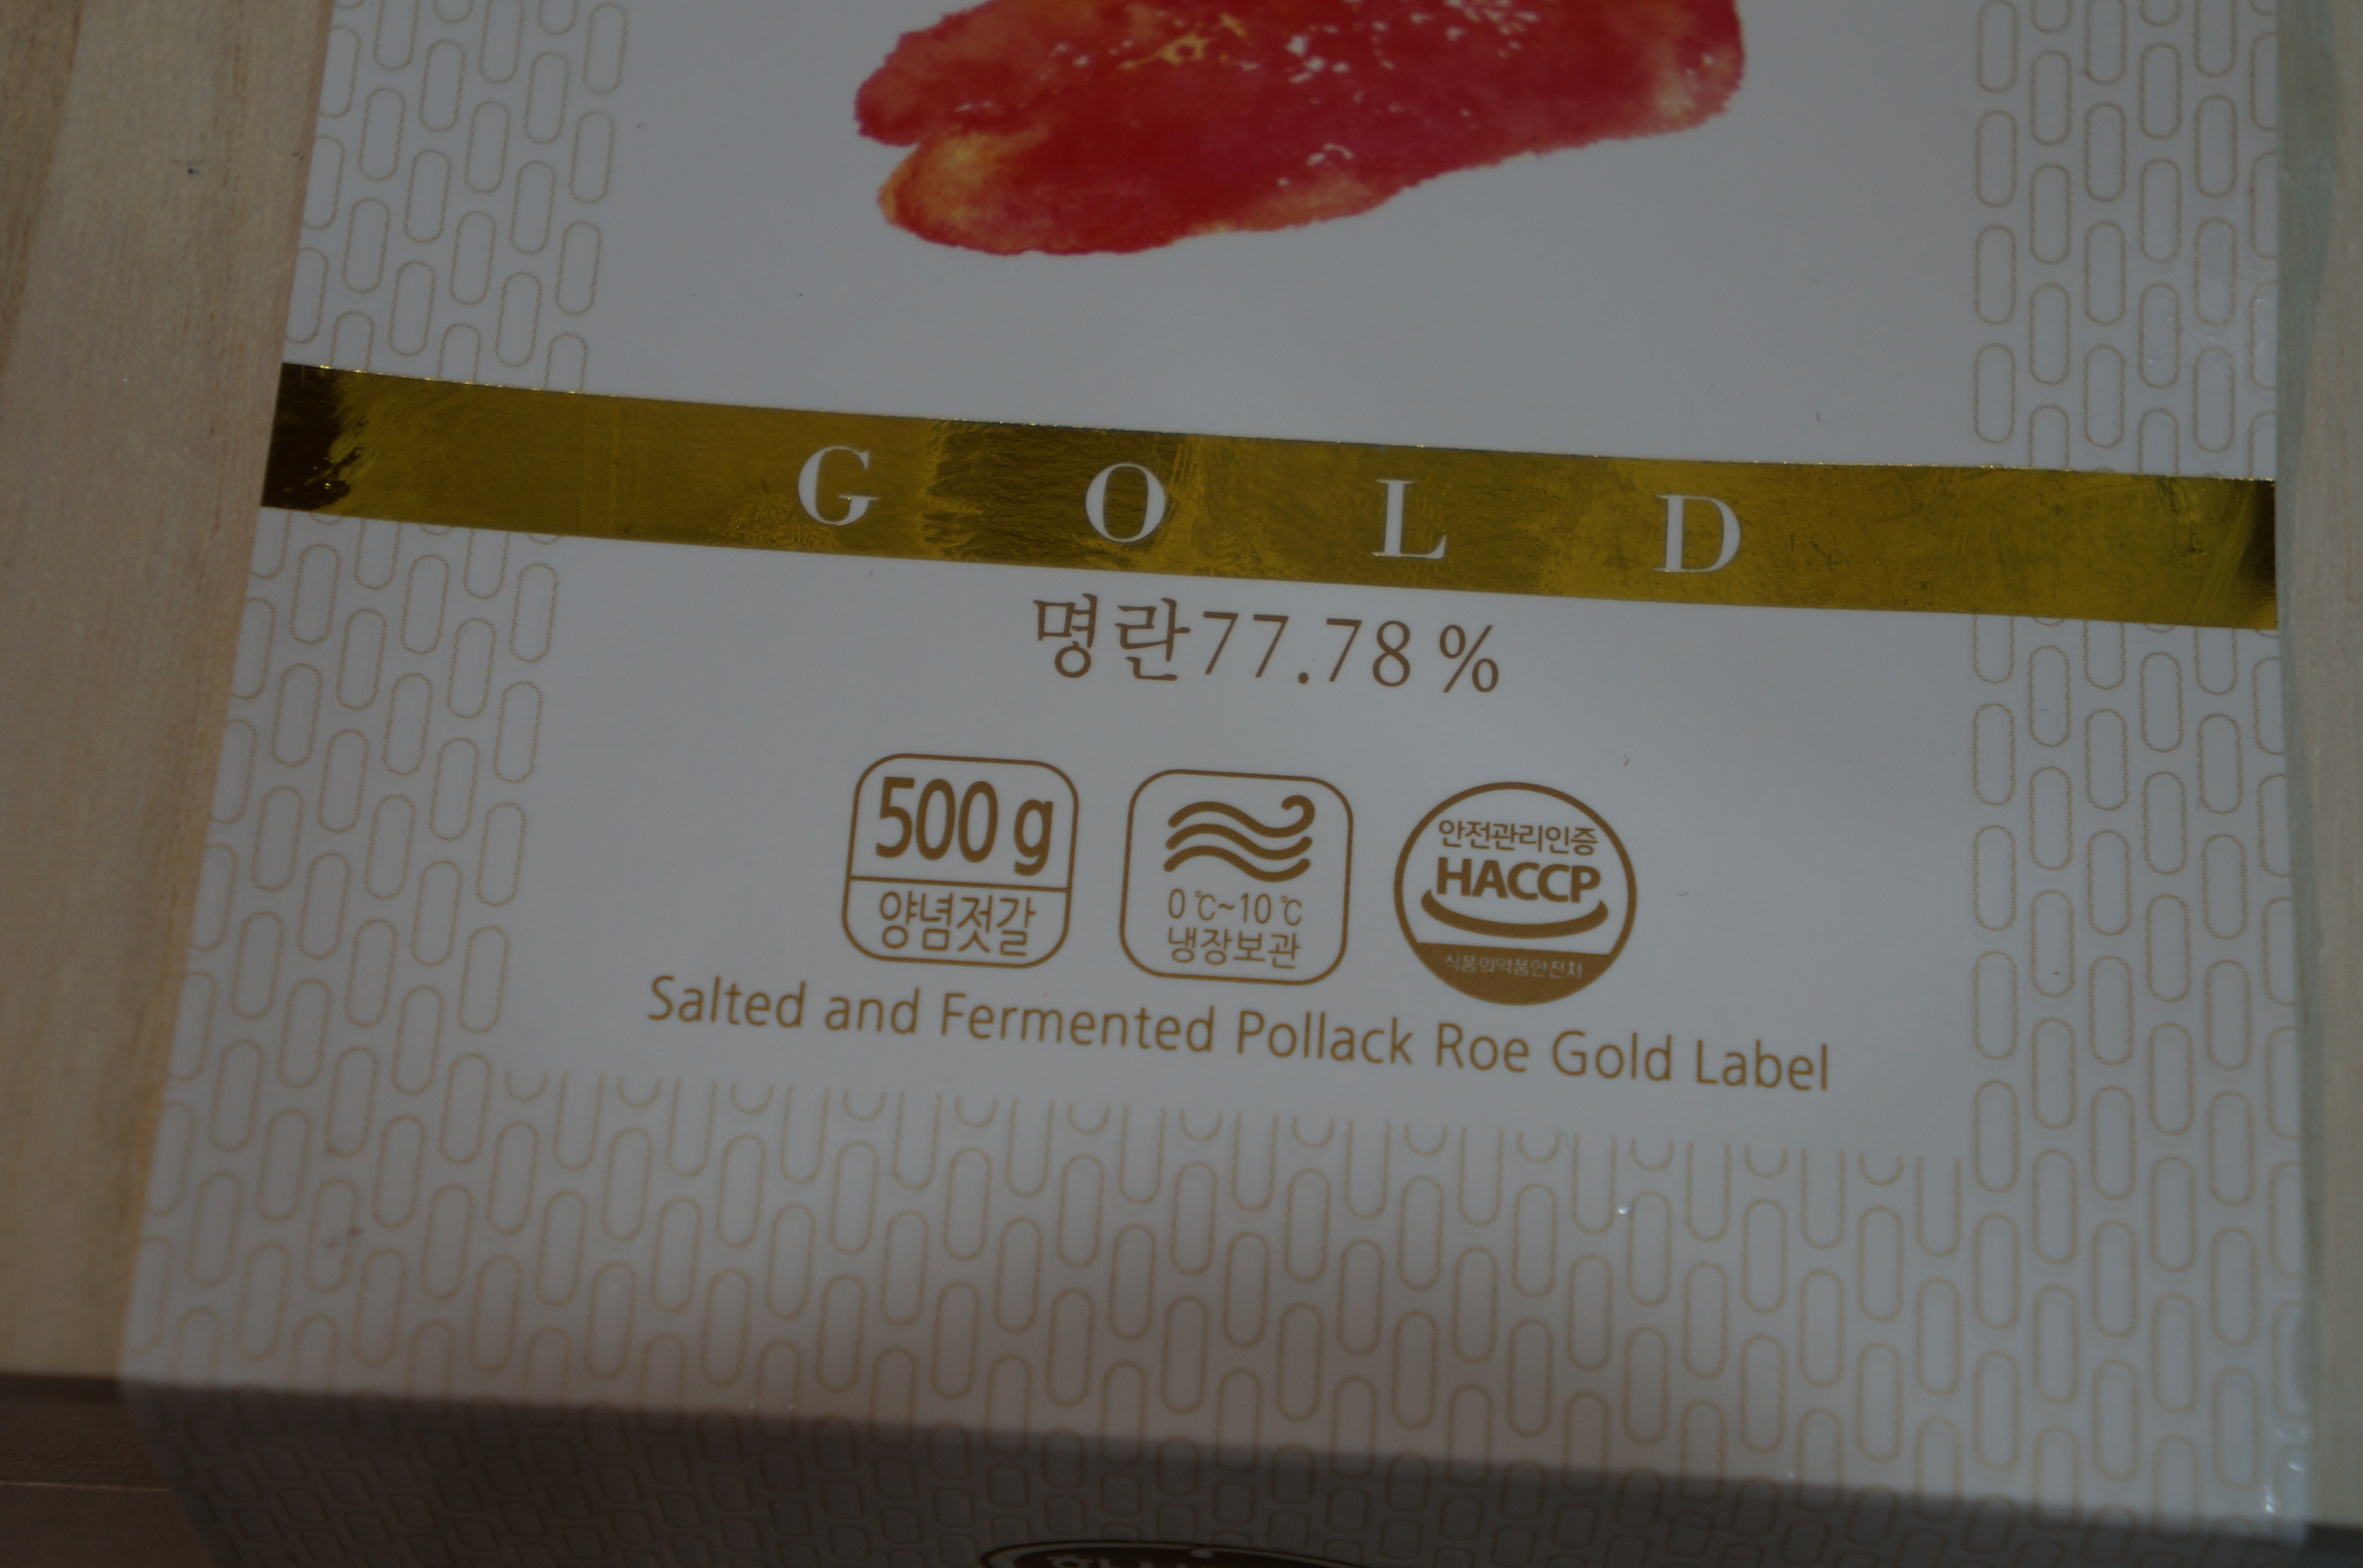 GOLD
명란77.78%
500g
양념젓갈
0℃~10℃
냉장보관
안전관리인증
HACCP
식품의약품안전처
Salted and Fermented Pollack Roe Gold Label